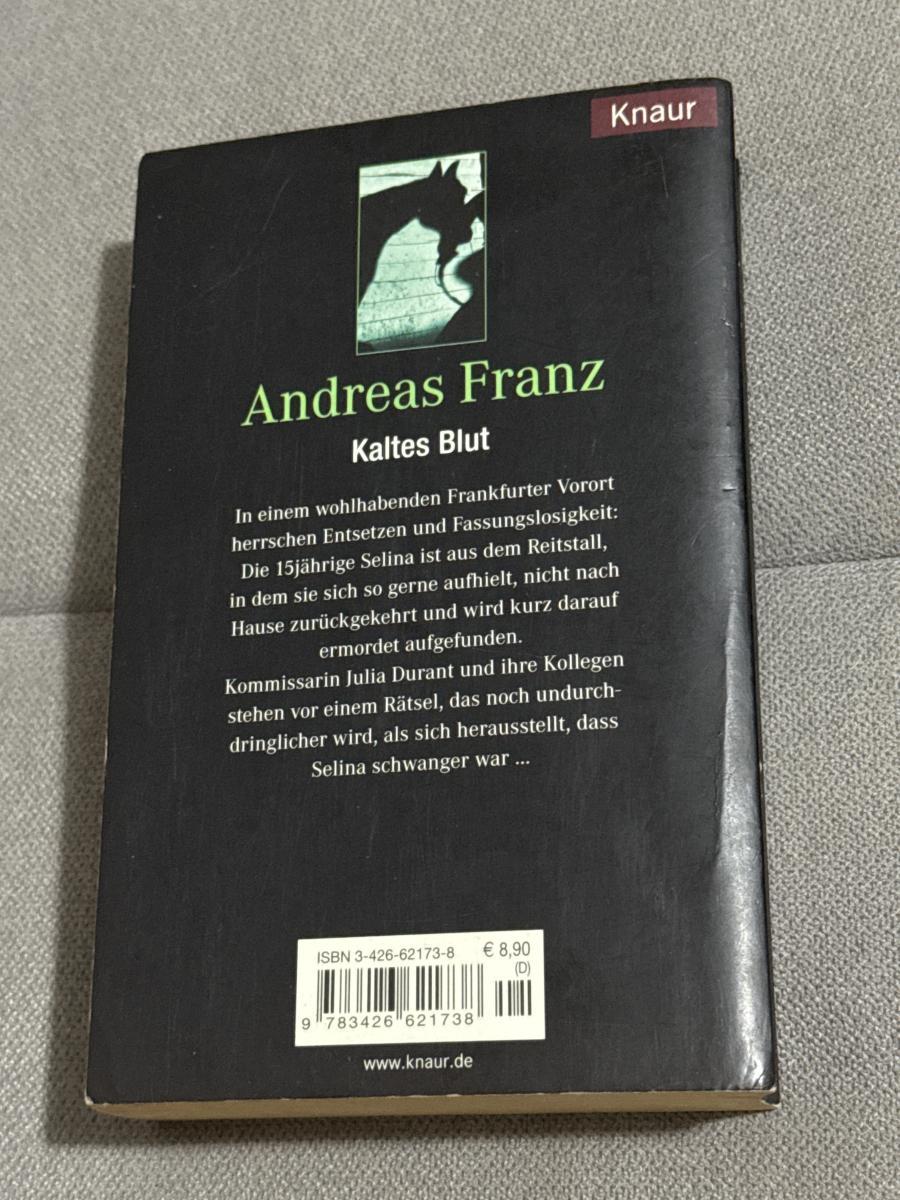 Knaur
Andreas Franz
Kaltes Blut
In einem wohlhabenden Frankfurter Vorort
herrschen Entsetzen und Fassungslosigkeit:
Die 15jährige Selina ist aus dem Reitstall,
in dem sie sich so gerne aufhielt, nicht nach
Hause zurückgekehrt und wird kurz darauf
ermordet aufgefunden.
Kommissarin Julia Durant und ihre Kollegen
stehen vor einem Rätsel, das noch undurch-
dringlicher wird, als sich herausstellt, dass
Selina schwanger war ...
ISBN 3-426-62173-8 € 8,90
(D)
9 783426 621738
www.knaur.de